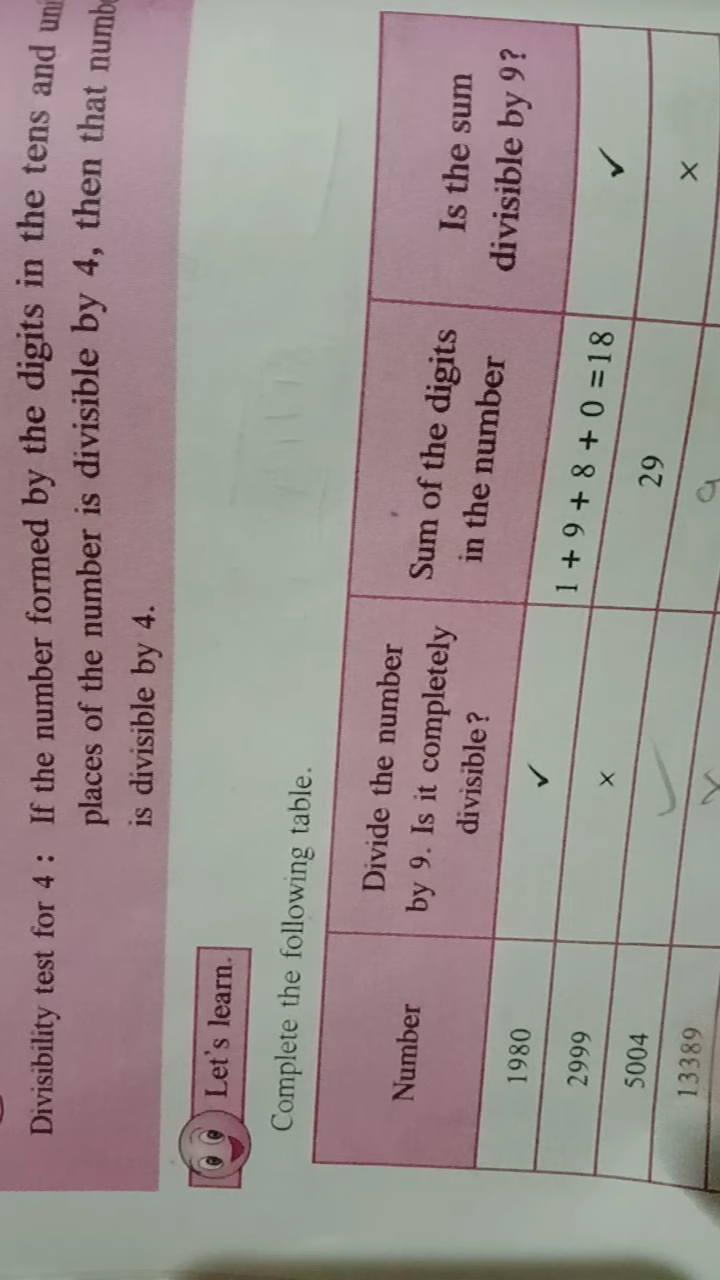 Divisibility test for 4 : If the number formed by the digits in the tens and
places of the number is divisible by 4, then that
is divisible by 4.
Let's learn.
Complete the following table.
Number Divide the number by 9. Is it completely divisible? Sum of the digits in the number Is the sum divisible by 9?
1980 ✓ 1 + 9 + 8 + 0 = 18 ✓
2999 × 29 ×
5004 ✓ 9
13389 ×